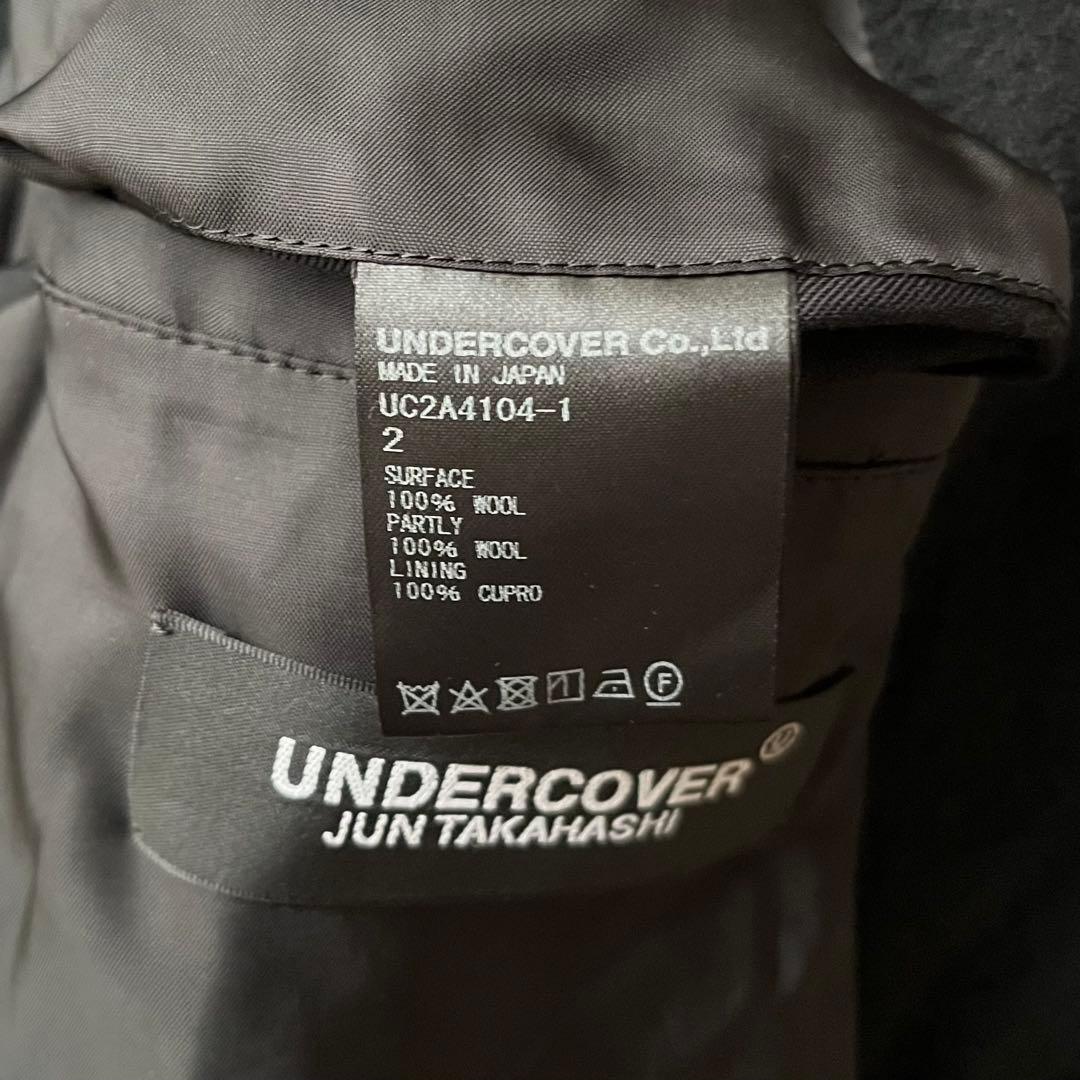 UNDERCOVER Co.,Ltd
MADE IN JAPAN
UC2A4104-1
2
SURFACE
100% WOOL
PARTLY
100% WOOL
LINING
100% CUPRO
F
UNDERCOVER
JUN TAKAHASHI